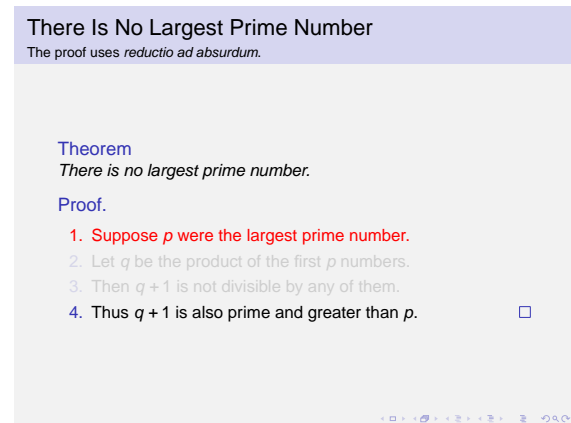 There Is No Largest Prime Number
The proof uses reductio ad absurdum.
Theorem
There is no largest prime number.
Proof.
1. Suppose p were the largest prime number.
2. Let q be the product of the first p numbers.
3. Then q + 1 is not divisible by any of them.
4. Thus q + 1 is also prime and greater than p.